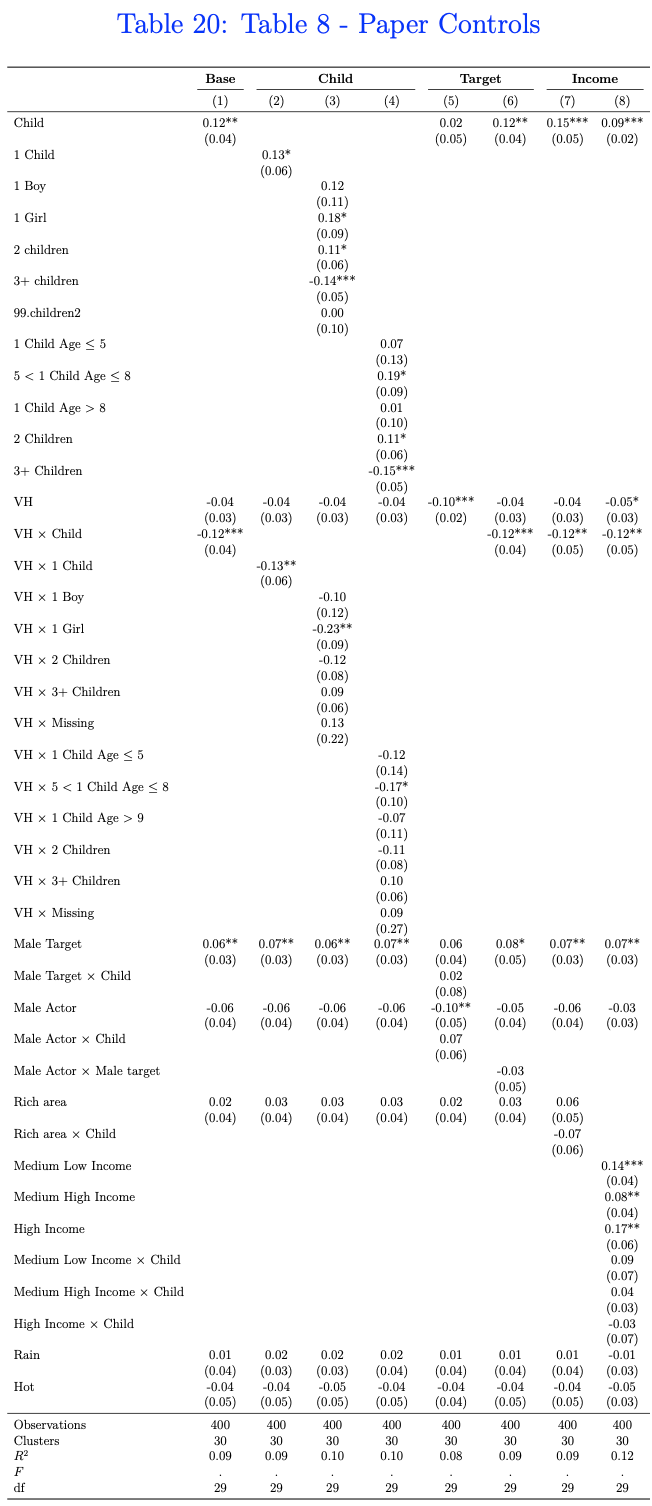 Table 20: Table 8 - Paper Controls
Base Child Target Income
(1) (2) (3) (4) (5) (6) (7) (8)
Child 0.12** 0.02 0.12** 0.15*** 0.09***
(0.04) (0.05) (0.04) (0.05) (0.02)
1 Child 0.13*
(0.06)
1 Boy 0.12
(0.11)
1 Girl 0.18*
(0.09)
2 children 0.11*
(0.06)
3+ children -0.14***
(0.05)
99.children2 0.00
(0.10)
1 Child Age ≤ 5 0.07
(0.13)
5 < 1 Child Age ≤ 8 0.19*
(0.09)
1 Child Age > 8 0.01
(0.10)
2 Children 0.11*
(0.06)
3+ Children -0.15***
(0.05)
VH -0.04 -0.04 -0.04 -0.04 -0.10*** -0.04 -0.04 -0.05*
(0.03) (0.03) (0.03) (0.03) (0.02) (0.03) (0.03) (0.03)
VH × Child -0.12*** -0.12*** -0.12** -0.12**
(0.04) (0.04) (0.05) (0.05)
VH × 1 Child -0.13**
(0.06)
VH × 1 Boy -0.10
(0.12)
VH × 1 Girl -0.23**
(0.09)
VH × 2 Children -0.12
(0.08)
VH × 3+ Children 0.09
(0.06)
VH × Missing 0.13
(0.22)
VH × 1 Child Age ≤ 5 -0.12
(0.14)
VH × 5 < 1 Child Age ≤ 8 -0.17*
(0.10)
VH × 1 Child Age > 9 -0.07
(0.11)
VH × 2 Children -0.11
(0.08)
VH × 3+ Children 0.10
(0.06)
VH × Missing 0.09
(0.27)
Male Target 0.06** 0.07** 0.06** 0.07** 0.06 0.08* 0.07** 0.07**
(0.03) (0.03) (0.03) (0.03) (0.04) (0.05) (0.03) (0.03)
Male Target × Child 0.02
(0.08)
Male Actor -0.06 -0.06 -0.06 -0.06 -0.10** -0.05 -0.06 -0.03
(0.04) (0.04) (0.04) (0.04) (0.05) (0.04) (0.04) (0.03)
Male Actor × Child 0.07
(0.06)
Male Actor × Male target -0.03
(0.05)
Rich area 0.02 0.03 0.03 0.03 0.02 0.03 0.06
(0.04) (0.04) (0.04) (0.04) (0.04) (0.04) (0.05)
Rich area × Child -0.07
(0.06)
Medium Low Income 0.14***
(0.04)
Medium High Income 0.08**
(0.04)
High Income 0.17**
(0.06)
Medium Low Income × Child 0.09
(0.07)
Medium High Income × Child 0.04
(0.03)
High Income × Child -0.03
(0.07)
Rain 0.01 0.02 0.02 0.02 0.01 0.01 0.01 -0.01
(0.04) (0.03) (0.03) (0.04) (0.04) (0.04) (0.04) (0.03)
Hot -0.04 -0.04 -0.05 -0.04 -0.04 -0.04 -0.04 -0.05
(0.05) (0.05) (0.05) (0.05) (0.04) (0.05) (0.05) (0.03)
Observations 400 400 400 400 400 400 400 400
Clusters 30 30 30 30 30 30 30 30
R² 0.09 0.09 0.10 0.10 0.08 0.09 0.09 0.12
F . . . . . . . .
df 29 29 29 29 29 29 29 29